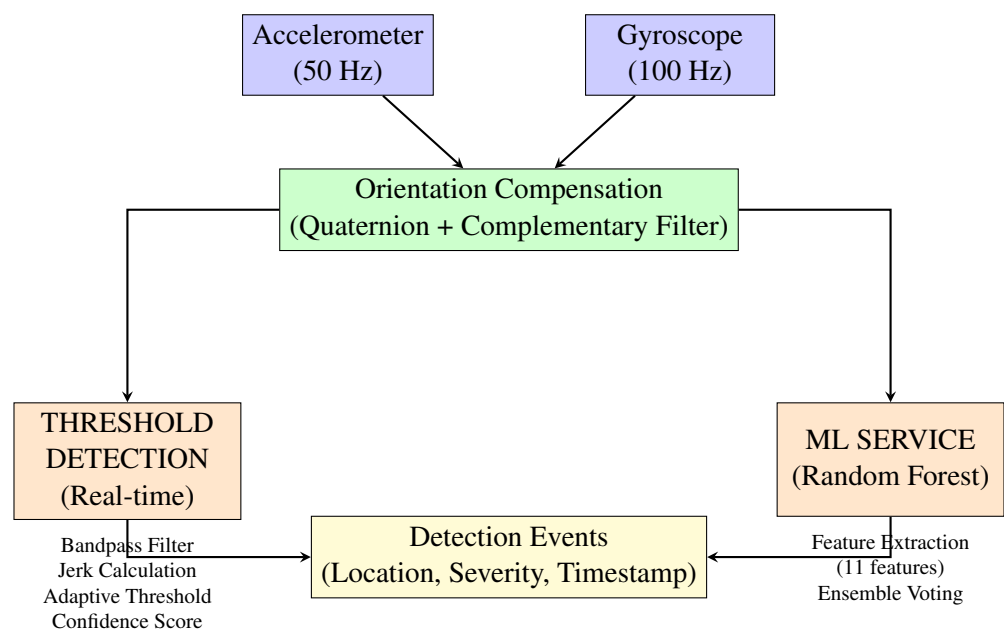 Accelerometer
(50 Hz)
Gyroscope
(100 Hz)
Orientation Compensation
(Quaternion + Complementary Filter)
THRESHOLD
DETECTION
(Real-time)
ML SERVICE
(Random Forest)
Bandpass Filter
Jerk Calculation
Adaptive Threshold
Confidence Score
Detection Events
(Location, Severity, Timestamp)
Feature Extraction
(11 features)
Ensemble Voting